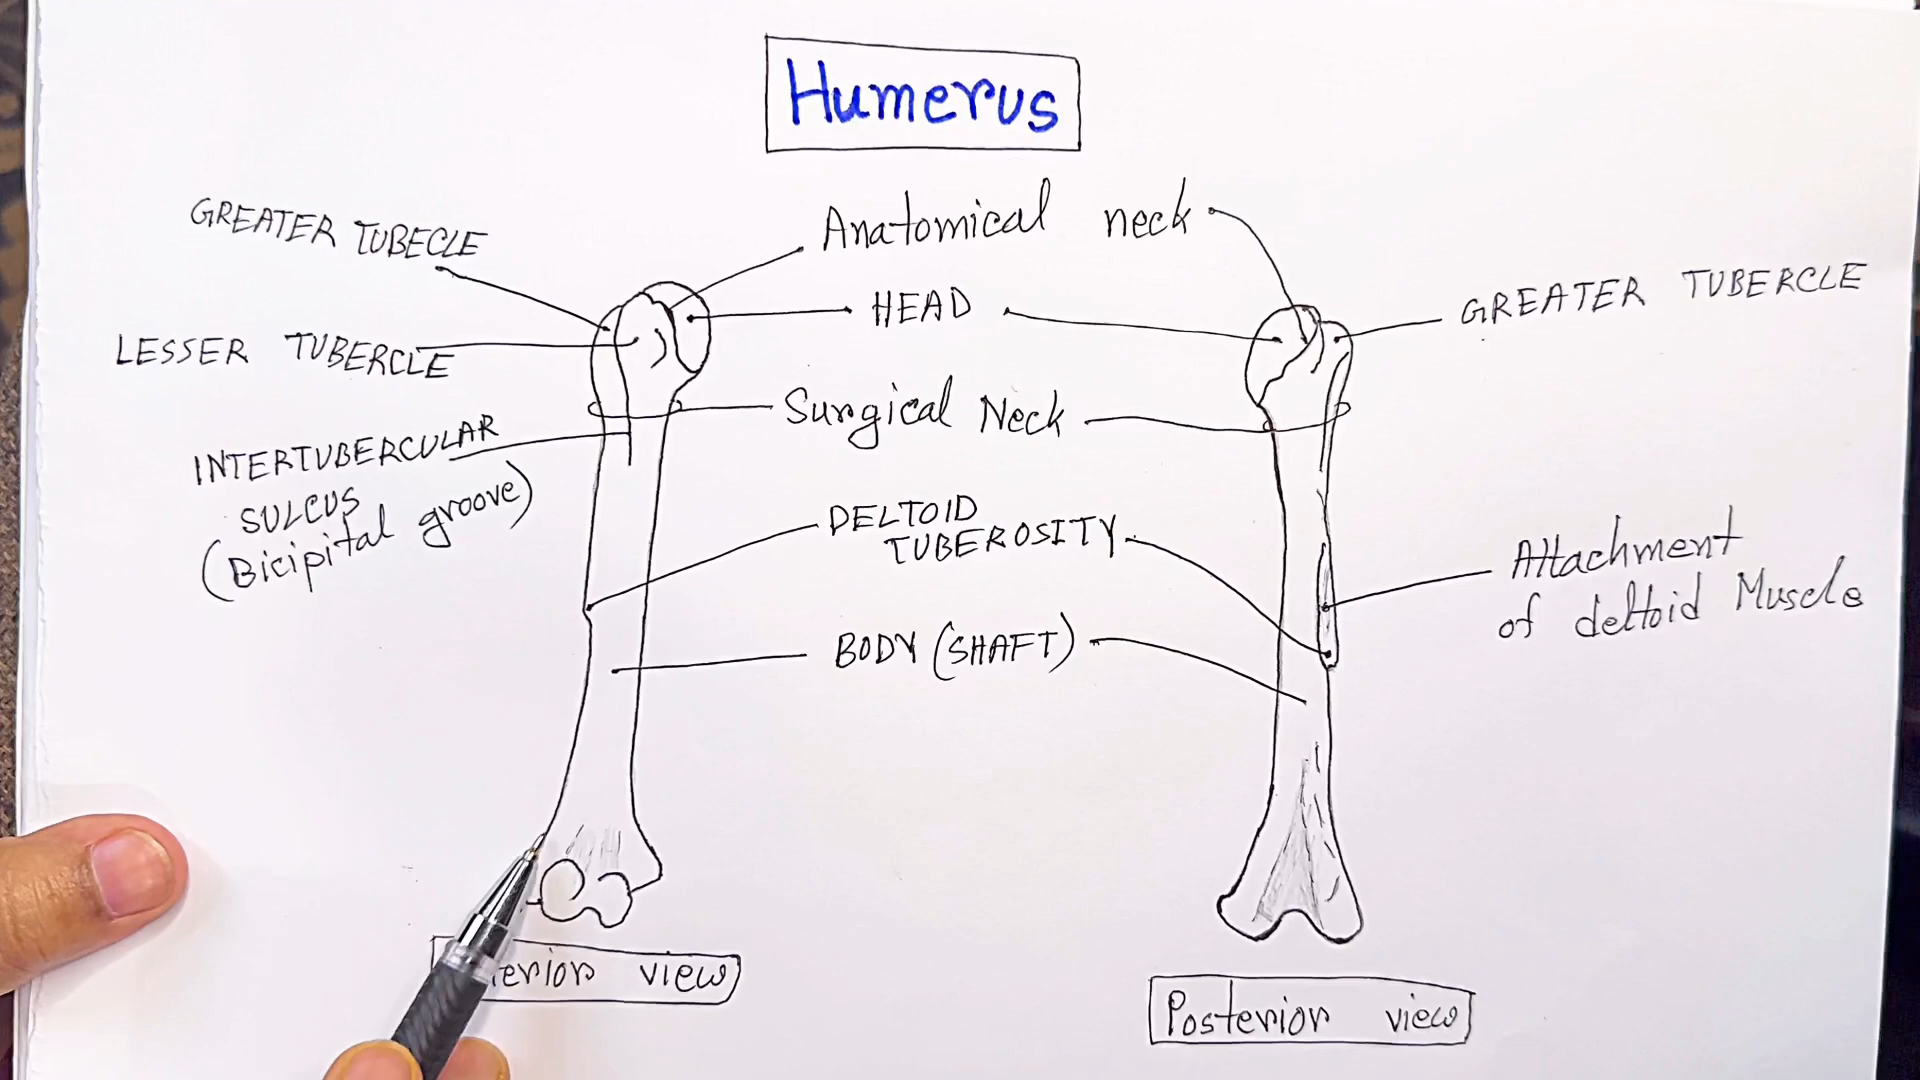 Humerus
GREATER TUBECLE
Anatomical neck
GREATER TUBERCLE
HEAD
LESSER TUBERCLE
Surgical Neck
INTERTUBERCULAR
SULCUS
(Bicipital groove)
DELTOID
TUBEROSITY
Attachment
of deltoid Muscle
BODY (SHAFT)
view
Posterior view